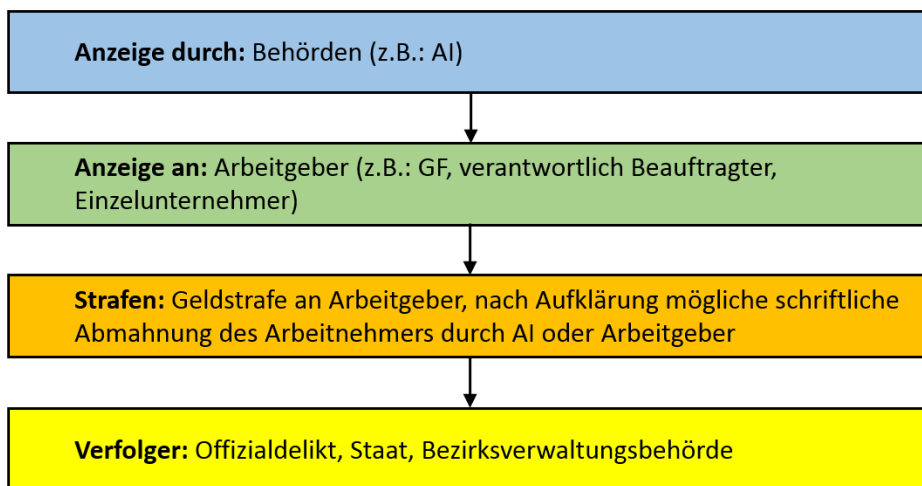 Anzeige durch: Behörden (z.B.: AI)
Anzeige an: Arbeitgeber (z.B.: GF, verantwortlich Beauftragter,
Einzelunternehmer)
Strafen: Geldstrafe an Arbeitgeber, nach Aufklärung mögliche schriftliche
Abmahnung des Arbeitnehmers durch AI oder Arbeitgeber
Verfolger: Offizialdelikt, Staat, Bezirksverwaltungsbehörde